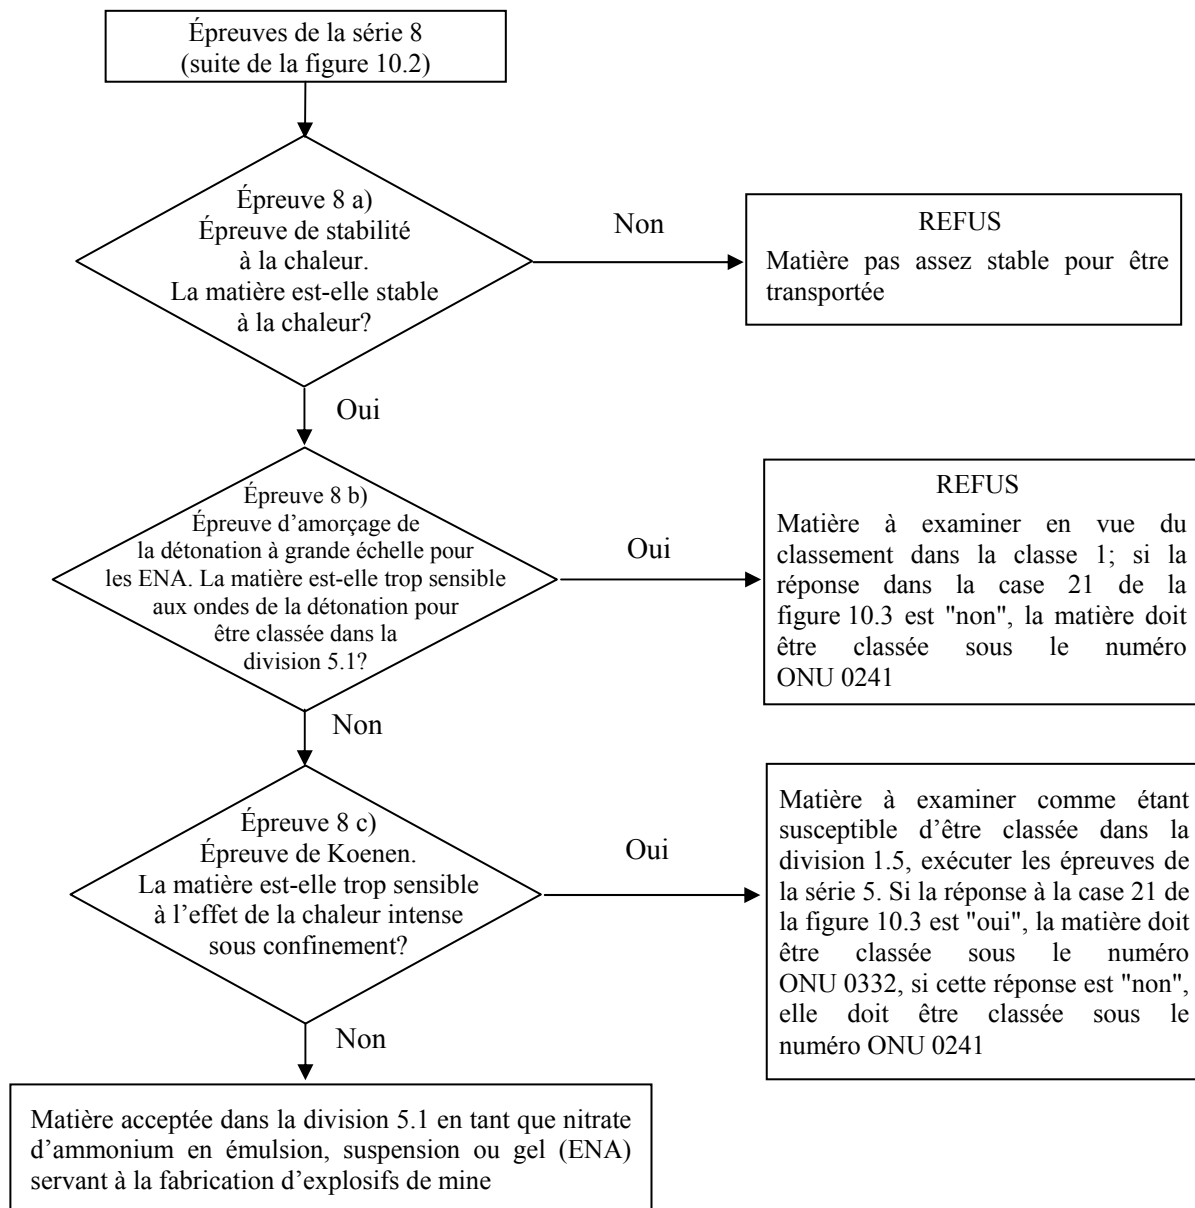 Épreuves de la série 8
(suite de la figure 10.2)
Épreuve 8 a)
Épreuve de stabilité
à la chaleur.
La matière est-elle stable
à la chaleur?
Non
REFUS
Matière pas assez stable pour être
transportée
Oui
Épreuve 8 b)
Épreuve d’amorçage de
la détonation à grande échelle pour
les ENA. La matière est-elle trop sensible
aux ondes de la détonation pour
être classée dans la
division 5.1?
Oui
REFUS
Matière à examiner en vue du
classement dans la classe 1; si la
réponse dans la case 21 de la
figure 10.3 est "non", la matière doit
être classée sous le numéro
ONU 0241
Non
Épreuve 8 c)
Épreuve de Koenen.
La matière est-elle trop sensible
à l’effet de la chaleur intense
sous confinement?
Oui
Matière à examiner comme étant
susceptible d’être classée dans la
division 1.5, exécuter les épreuves de
la série 5. Si la réponse à la case 21 de
la figure 10.3 est "oui", la matière doit
être classée sous le numéro
ONU 0332, si cette réponse est "non",
elle doit être classée sous le
numéro ONU 0241
Non
Matière acceptée dans la division 5.1 en tant que nitrate
d’ammonium en émulsion, suspension ou gel (ENA)
servant à la fabrication d’explosifs de mine